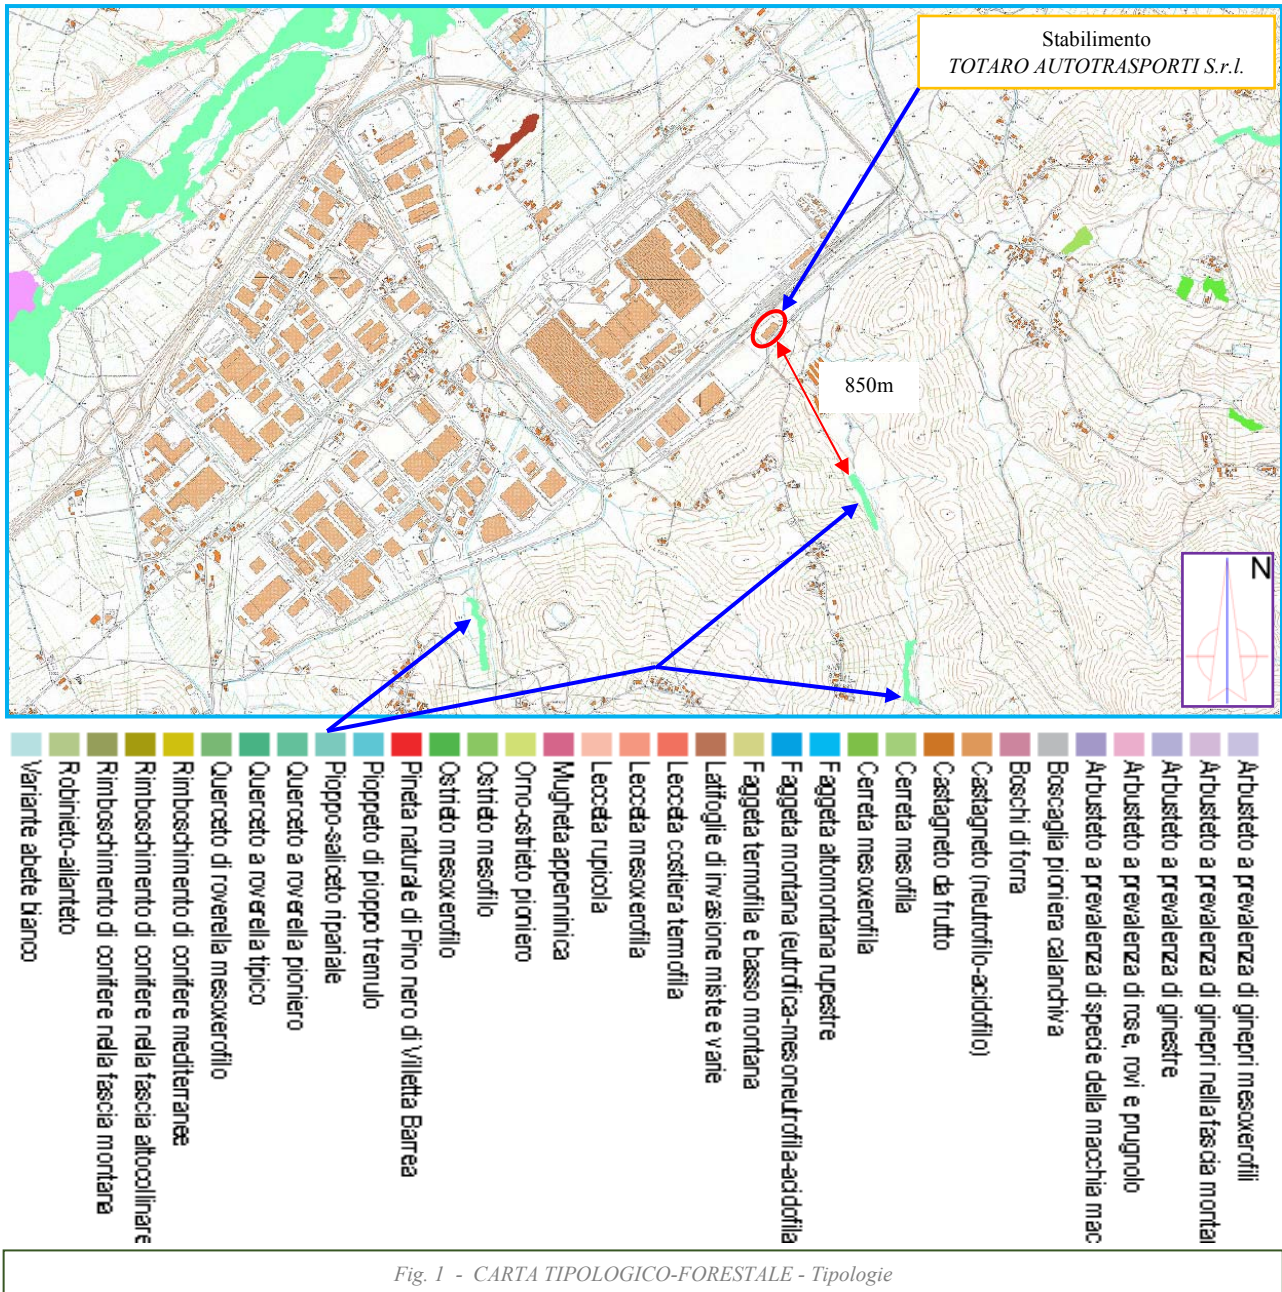 Stabilimento
TOTARO AUTOTRASPORTI S.r.l.
850m
N
Variante abete bianco
Robinieto-ailanteto
Rimboschimento di conifere nella fascia montana
Rimboschimento di conifere nella fascia altocollinare
Rimboschimento di conifere mediterranee
Querceto di roverella mesoxerofilo
Querceto a roverella tipico
Querceto a roverella pioniero
Pioppo-saliceto ripariale
Pioppeto di pioppo tremulo
Pineta naturale di Pino nero di Villetta Barrea
Ostrieto mesoxerofilo
Ostrieto mesofilo
Orno-ostrieto pioniero
Mugheta appenninica
Lecceta rupicola
Lecceta mesoxerofila
Lecceta costiera termofila
Latifoglie di invasione miste e varie
Faggeta termofila e basso montana
Faggeta montana (eutrofica-mesoneutrofila-acidofila
Faggeta altomontana rupestre
Cerreta mesoxerofila
Cerreta mesofila
Castagneto da frutto
Castagneto (neutrofilo-acidofilo)
Boschi di forra
Boscaglia pioniera calanchiva
Arbusteto a prevalenza di specie della macchia mac
Arbusteto a prevalenza di rose, rovi e prugnolo
Arbusteto a prevalenza di ginestre
Arbusteto a prevalenza di ginepri nella fascia montan
Arbusteto a prevalenza di ginepri mesoxerofili
Fig. 1 - CARTA TIPOLOGICO-FORESTALE - Tipologie